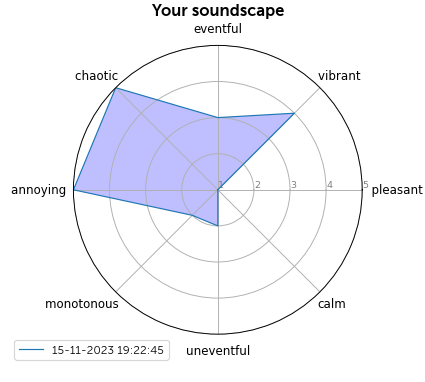 Your soundscape
eventful
chaotic
vibrant
annoying
1
2
3
4
5
pleasant
monotonous
calm
uneventful
15-11-2023 19:22:45